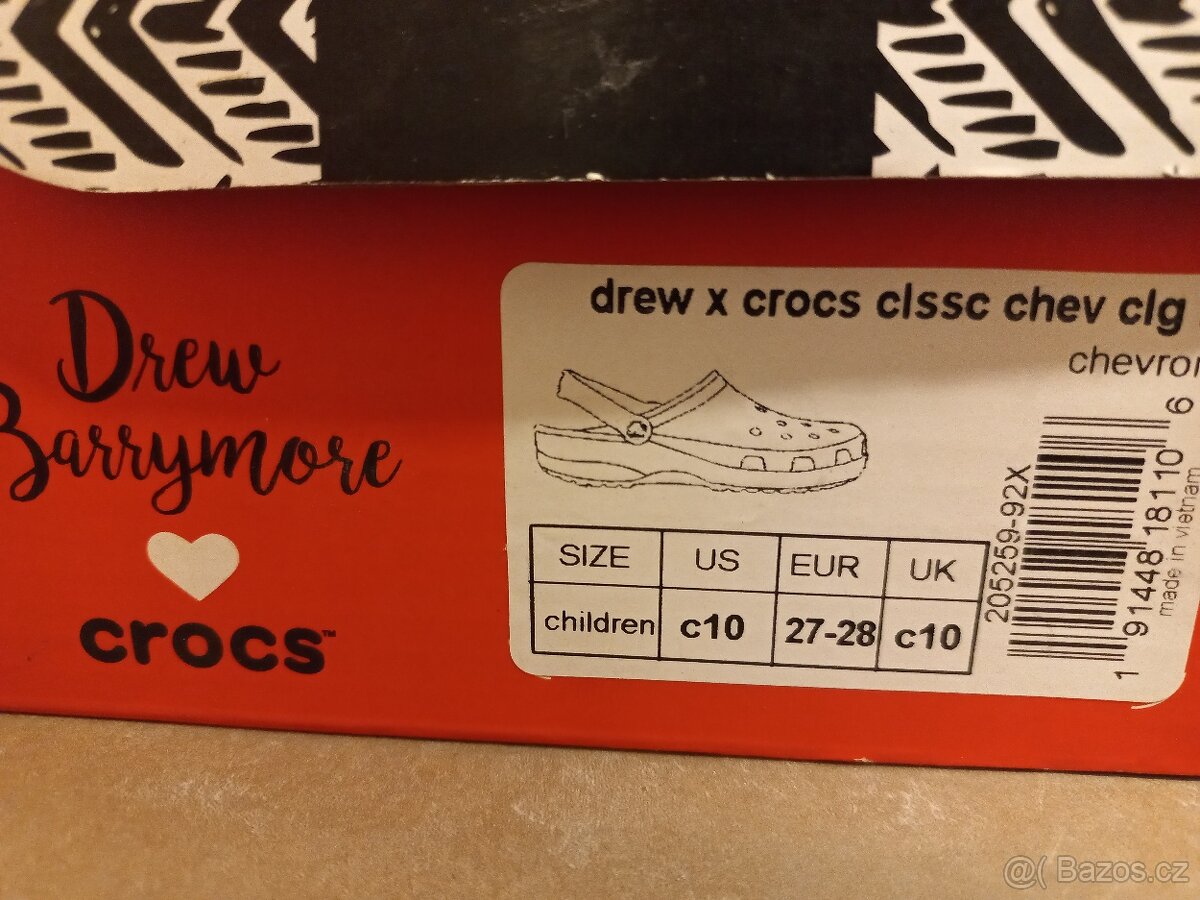 Drew
Barrymore
crocs™
drew x crocs clssc chev clg
chevron
SIZE US EUR UK
children c10 27-28 c10
205259-92X
1 91448 18110 6
made in vietnam
@( Bazos.cz